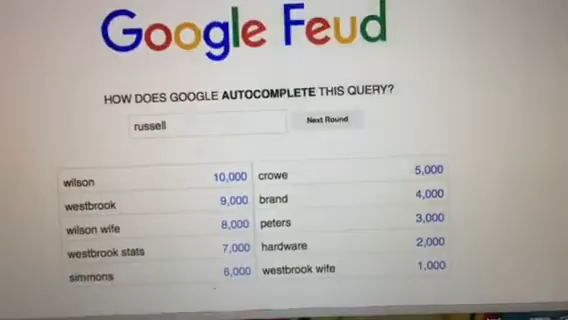 Google Feud
HOW DOES GOOGLE AUTOCOMPLETE THIS QUERY?
russell Next Round
wilson 10,000 crowe 5,000
westbrook 9,000 brand 4,000
wilson wife 8,000 peters 3,000
westbrook stats 7,000 hardware 2,000
simmons 6,000 westbrook wife 1,000